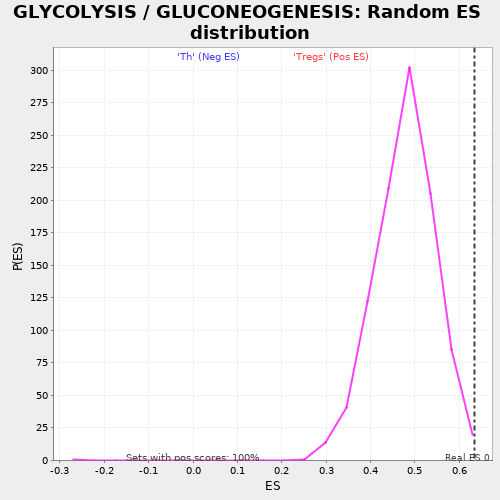 GLYCOLYSIS / GLUCONEOGENESIS: Random ES
distribution
'Th' (Neg ES)
'Tregs' (Pos ES)
300
275
250
225
200
175
150
125
100
75
50
25
0
P(ES)
Sets with pos scores: 100%
Real ES 0
-0.3 -0.2 -0.1 0.0 0.1 0.2 0.3 0.4 0.5 0.6
ES